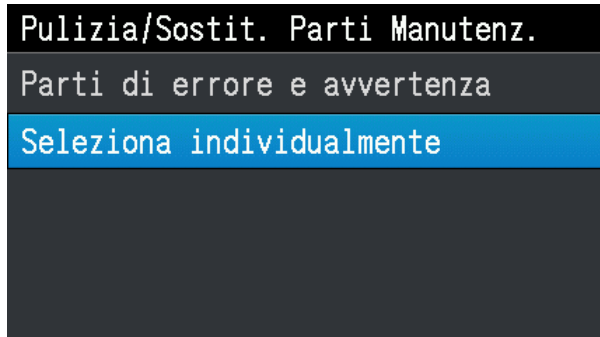 Pulizia/Sostit. Parti Manutenz.
Parti di errore e avvertenza
Seleziona individualmente